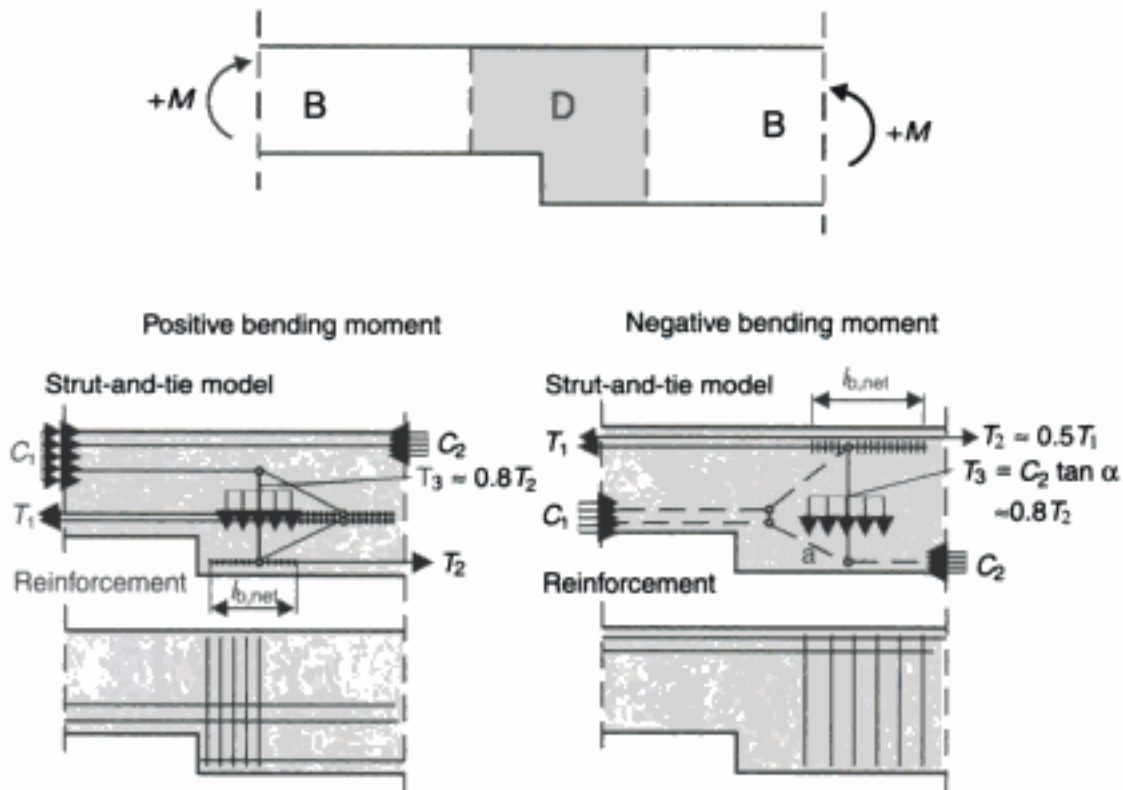 +M
B
D
B
+M
Positive bending moment
Strut-and-tie model
C₁
C₂
T₃ ≈ 0.8T₂
T₁
T₂
Reinforcement
lb,net
Negative bending moment
Strut-and-tie model
lb,net
T₁
T₂ ≈ 0.5T₁
T₃ = C₂ tan α
≈0.8T₂
C₁
a
C₂
Reinforcement